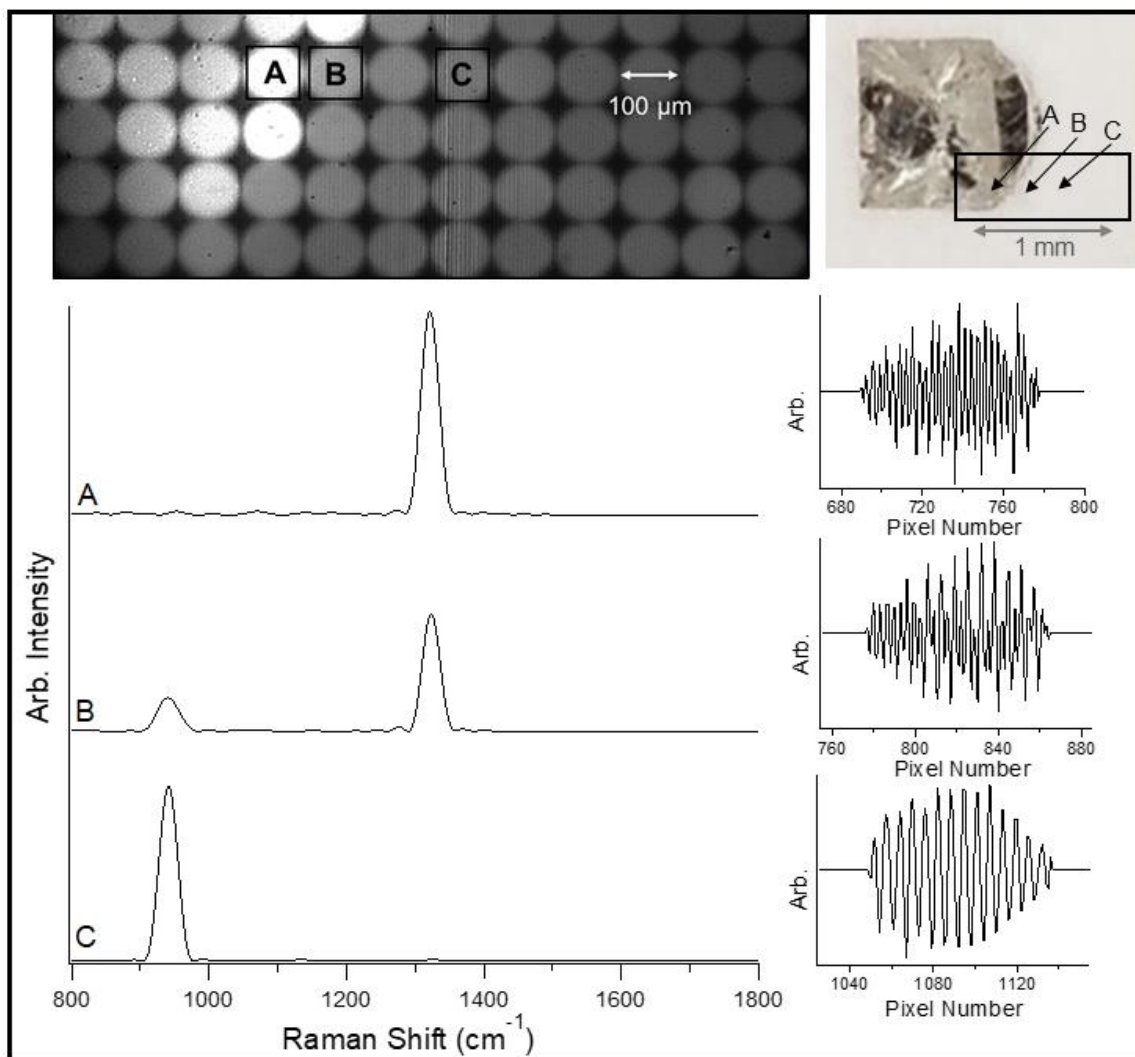 A B C
100 µm
A
B
C
1 mm
A
B
C
Arb. Intensity
800 1000 1200 1400 1600 1800
Raman Shift (cm⁻¹)
Arb.
680 720 760 800
Pixel Number
Arb.
760 800 840 880
Pixel Number
Arb.
1040 1080 1120
Pixel Number